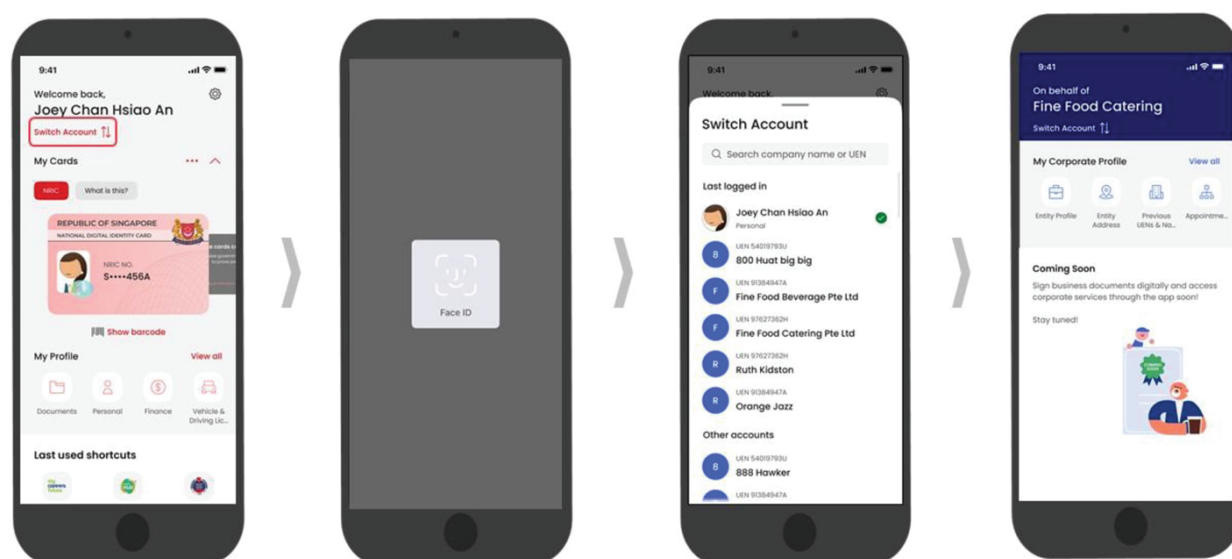 9:41
Welcome back,
Joey Chan Hsiao An
Switch Account
My Cards
NRIC
What is this?
REPUBLIC OF SINGAPORE
NATIONAL DIGITAL IDENTITY CARD
NRIC NO.
S••••456A
Show barcode
My Profile
View all
Documents
Personal
Finance
Vehicle &
Driving Lic...
Last used shortcuts
Face ID
9:41
Welcome back,
Switch Account
Search company name or UEN
Last logged in
Joey Chan Hsiao An
Personal
8
UEN 54019793U
800 Huat big big
F
UEN 91384947A
Fine Food Beverage Pte Ltd
F
UEN 97627362H
Fine Food Catering Pte Ltd
R
UEN 97627362H
Ruth Kidston
R
UEN 91384947A
Orange Jazz
Other accounts
8
UEN 54019793U
888 Hawker
UEN 91384947A
9:41
On behalf of
Fine Food Catering
Switch Account
My Corporate Profile
View all
Entity Profile
Entity
Address
Previous
UENs & Na...
Appointme...
Coming Soon
Sign business documents digitally and access
corporate services through the app soon!
Stay tuned!